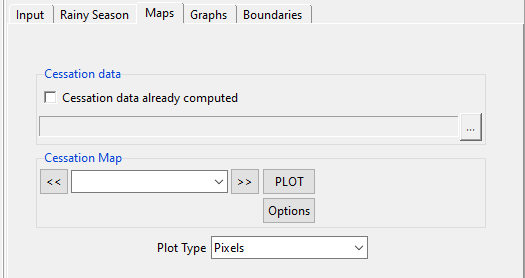 Input Rainy Season Maps Graphs Boundaries
Cessation data
Cessation data already computed
...
Cessation Map
<< >> PLOT
Options
Plot Type Pixels